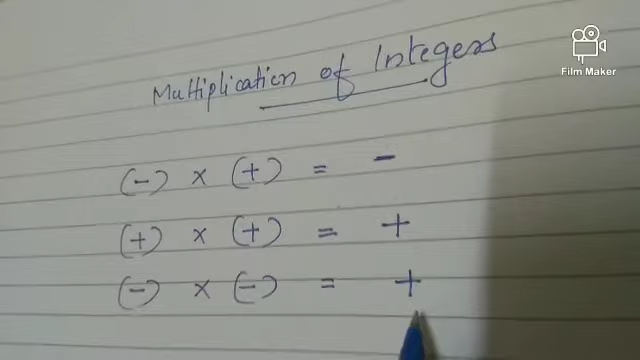 Film Maker
Multiplication of Integers
(-) × (+) = -
(+) × (+) = +
(-) × (-) = +